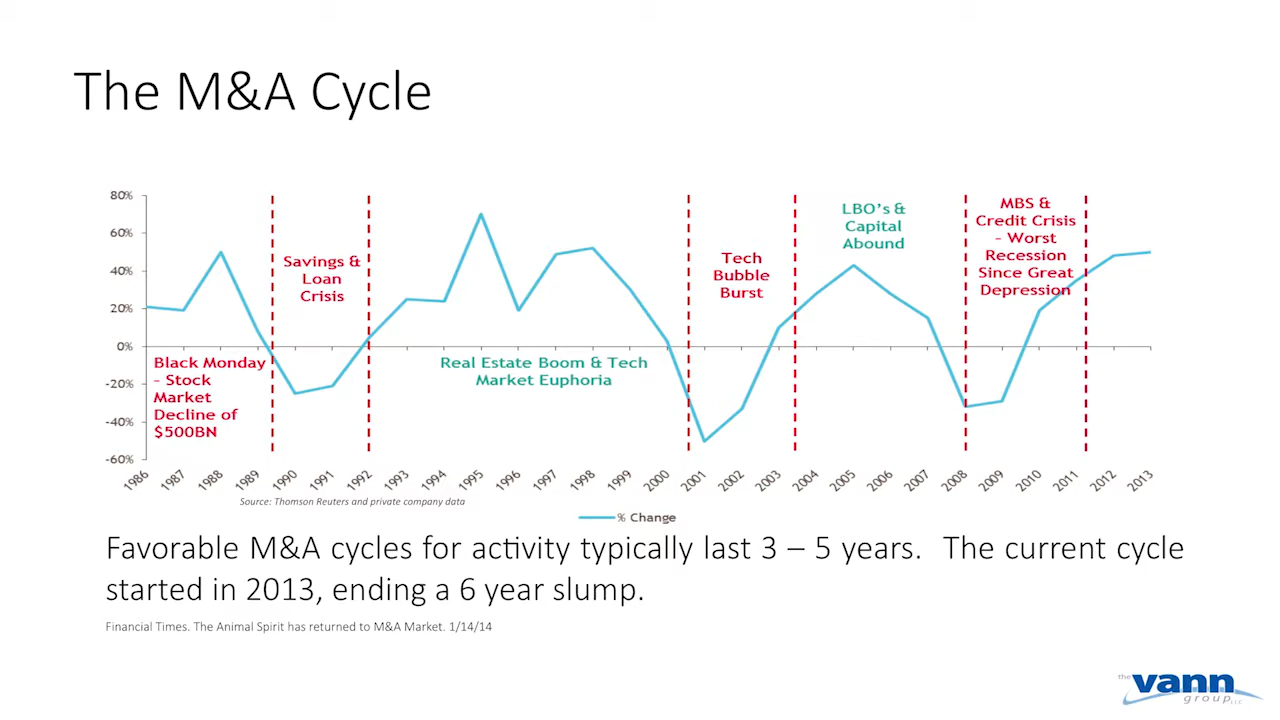 The M&A Cycle
80%
60%
40%
20%
0%
-20%
-40%
-60%
Black Monday
– Stock
Market
Decline of
$500BN
Savings &
Loan
Crisis
Real Estate Boom & Tech
Market Euphoria
Tech
Bubble
Burst
LBO's &
Capital
Abound
MBS &
Credit Crisis
– Worst
Recession
Since Great
Depression
1986 1987 1988 1989 1990 1991 1992 1993 1994 1995 1996 1997 1998 1999 2000 2001 2002 2003 2004 2005 2006 2007 2008 2009 2010 2011 2012 2013
Source: Thomson Reuters and private company data
% Change
Favorable M&A cycles for activity typically last 3 – 5 years. The current cycle
started in 2013, ending a 6 year slump.
Financial Times. The Animal Spirit has returned to M&A Market. 1/14/14
the vann
group LLC